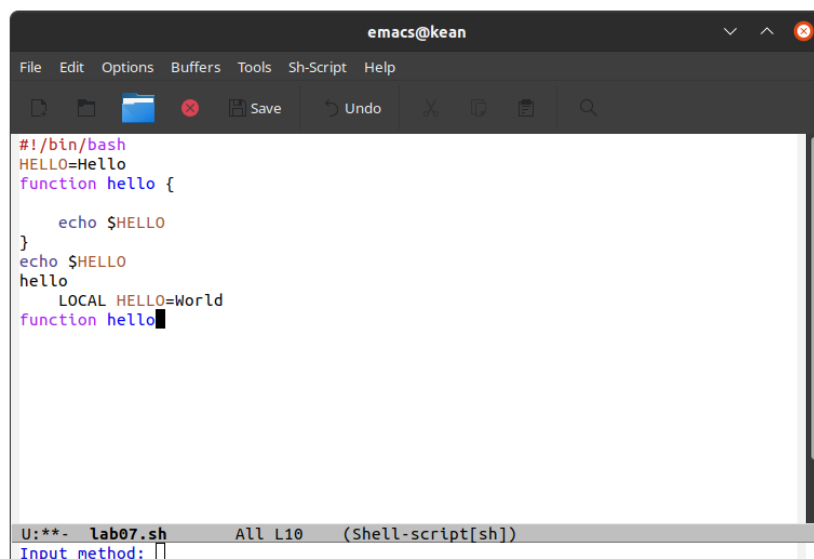 emacs@kean
File Edit Options Buffers Tools Sh-Script Help
Save Undo
#!/bin/bash
HELLO=Hello
function hello {
    echo $HELLO
}
echo $HELLO
hello
    LOCAL HELLO=World
function hello
U:**-  lab07.sh       All L10    (Shell-script[sh])
Input method: